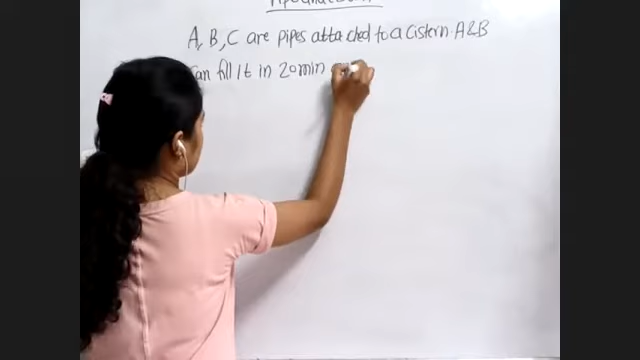 A, B, C are pipes attached to a Cistern. A & B
Can fill it in 20min